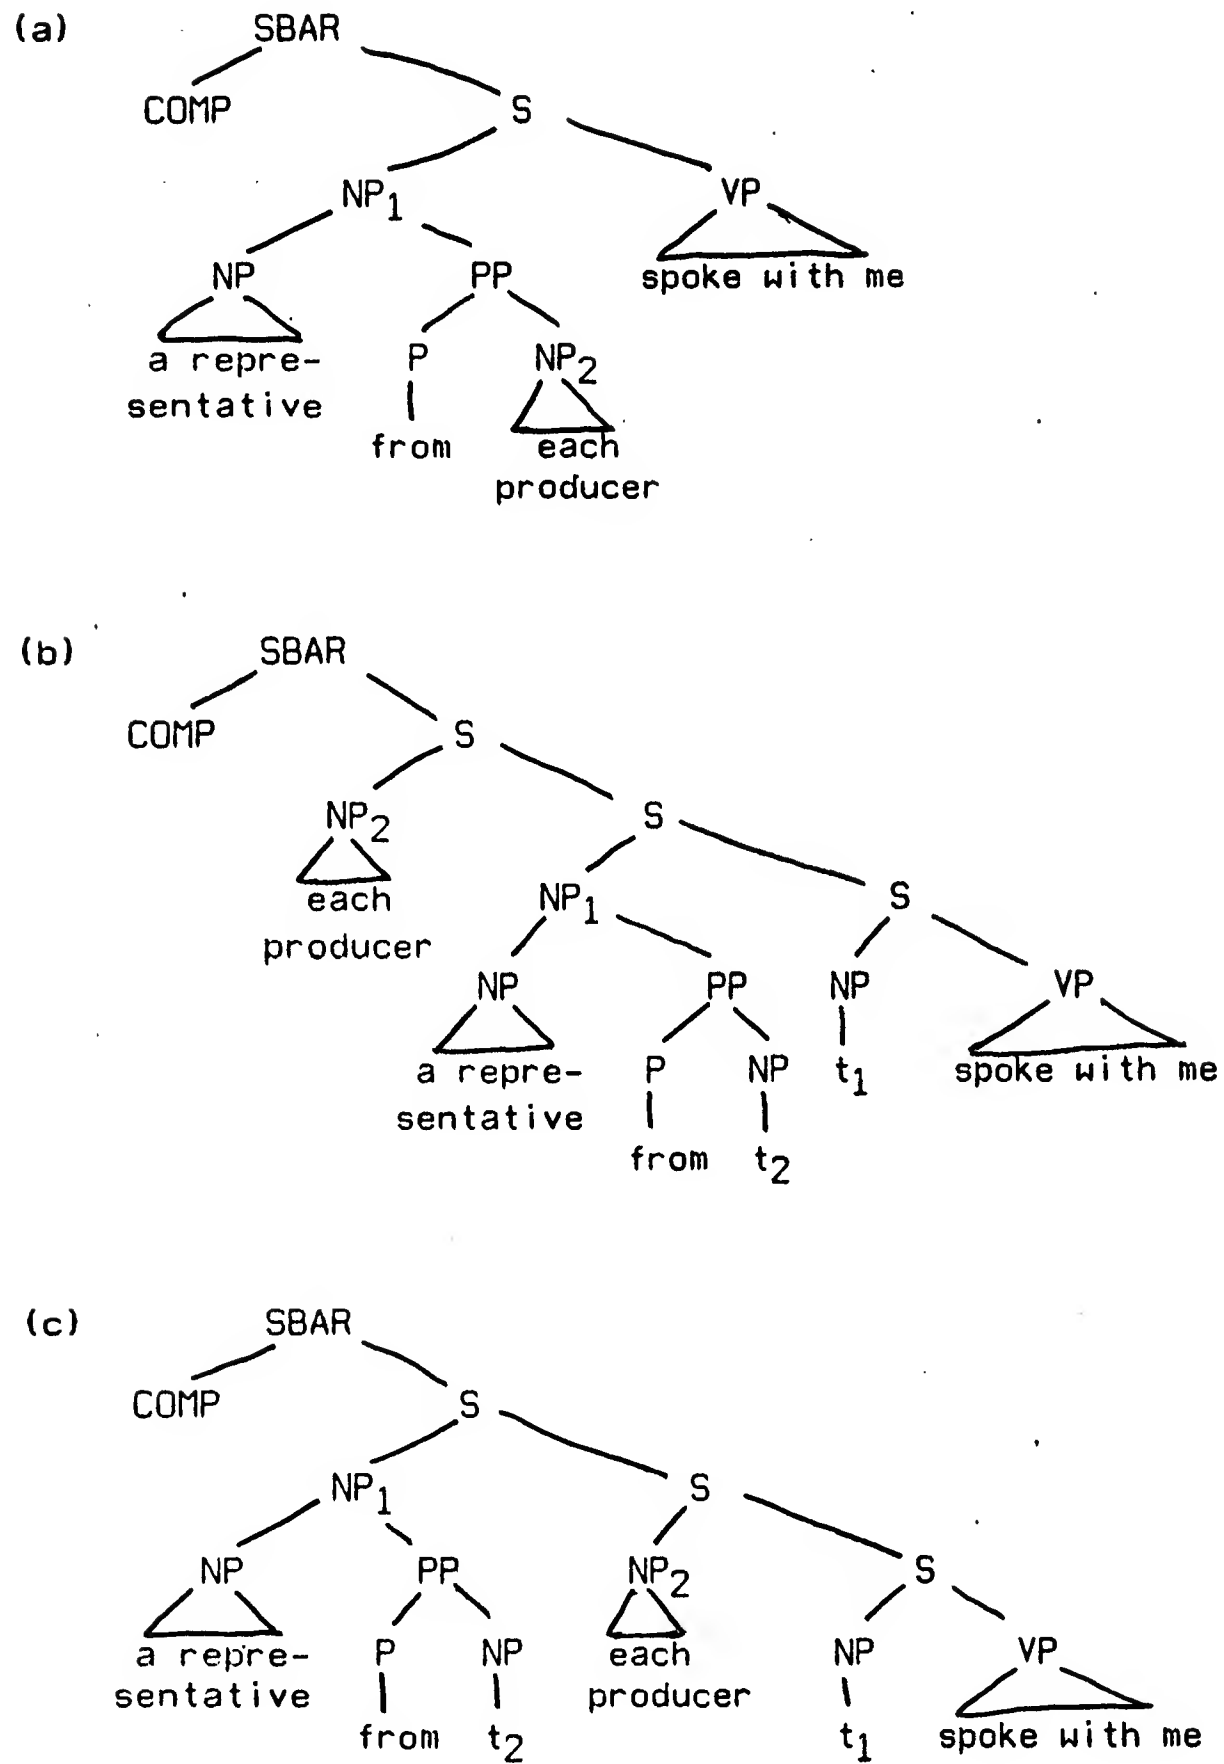 (a) SBAR
COMP S
NP1 VP
NP PP spoke with me
a repre- P NP2
sentative
from each
producer
(b) SBAR
COMP S
NP2 S
each NP1 S
producer
NP PP NP VP
a repre- P NP t1 spoke with me
sentative
from t2
(c) SBAR
COMP S
NP1 S
NP PP NP2 S
a repre- P NP each NP VP
sentative producer
from t2 t1 spoke with me